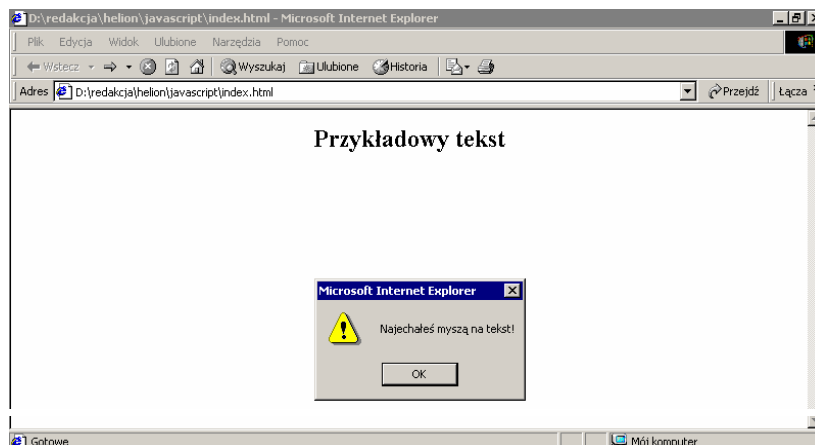 D:\redakcja\helion\javascript\index.html - Microsoft Internet Explorer
Plik Edycja Widok Ulubione Narzędzia Pomoc
Wstecz Wyszukaj Ulubione Historia
Adres D:\redakcja\helion\javascript\index.html Przejdź Łącza
Przykładowy tekst
Microsoft Internet Explorer
Najechałeś myszą na tekst!
OK
Gotowe Mój komputer